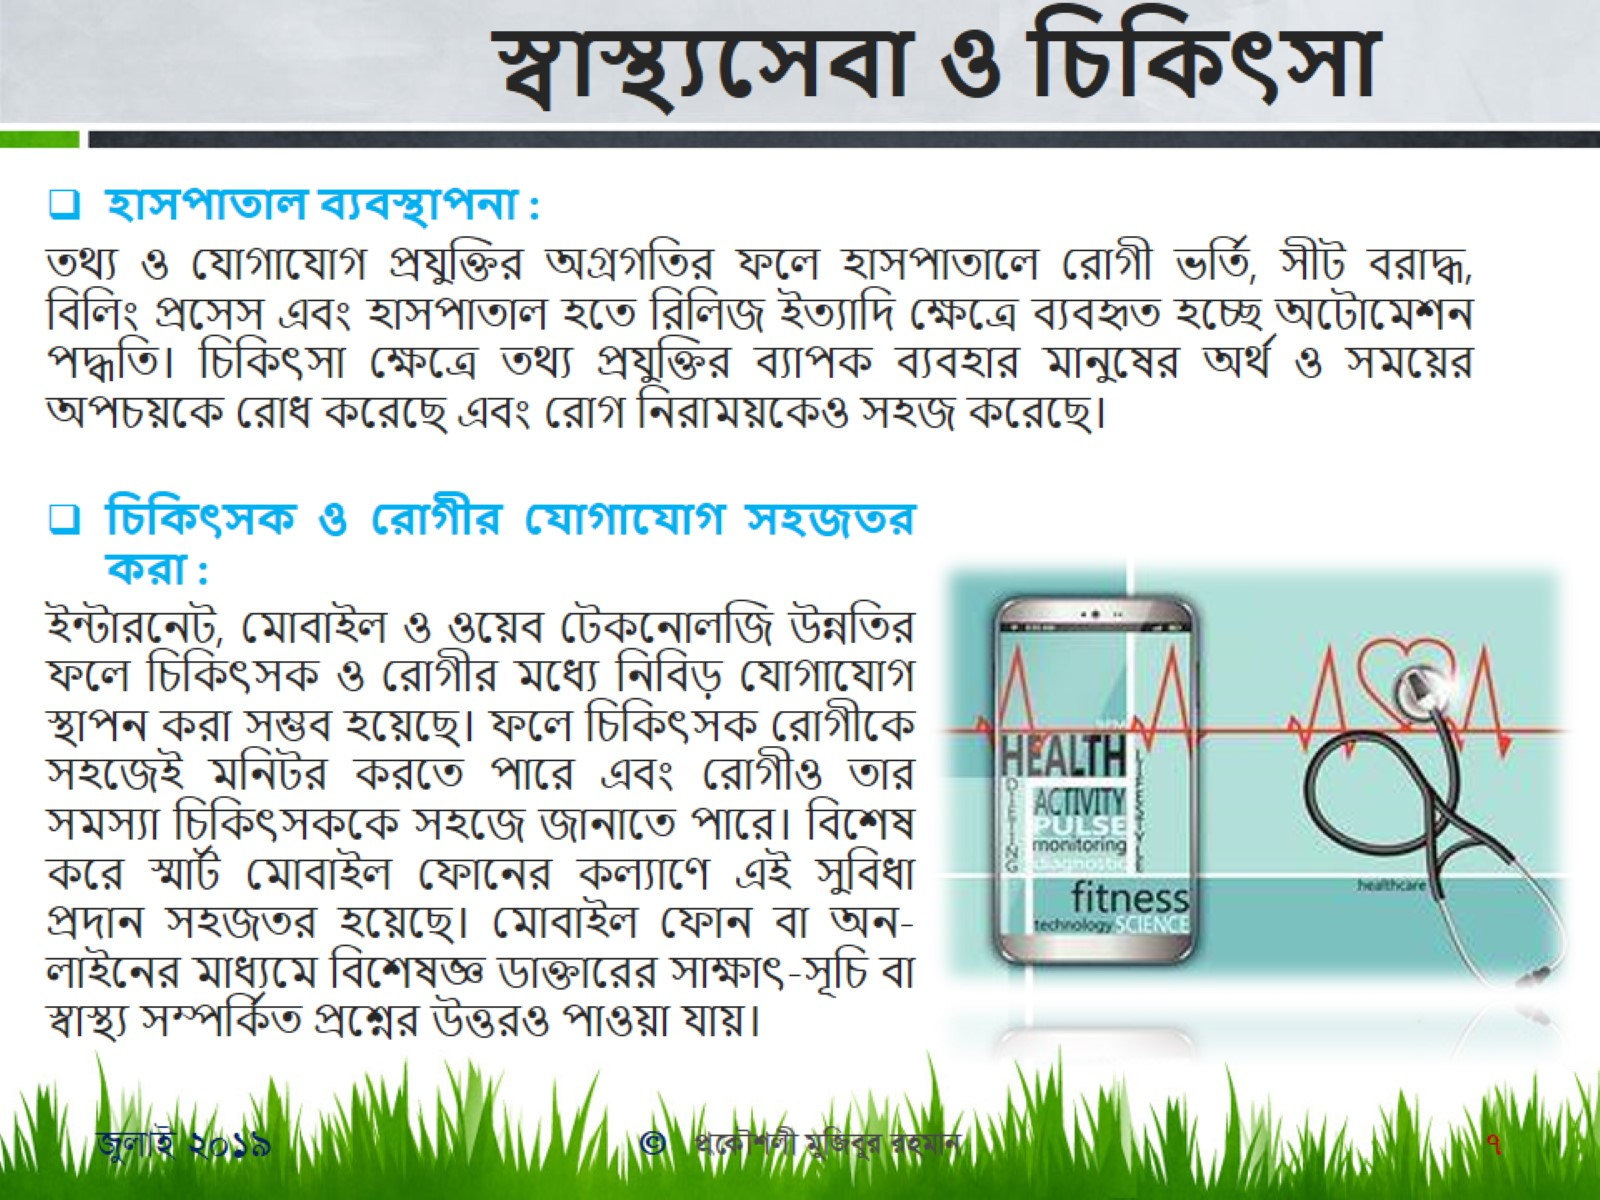 স্বাস্থ্যসেবা ও চিকিৎসা
❑ হাসপাতাল ব্যবস্থাপনা :
তথ্য ও যোগাযোগ প্রযুক্তির অগ্রগতির ফলে হাসপাতালে রোগী ভর্তি, সীট বরাদ্ধ,
বিলিং প্রসেস এবং হাসপাতাল হতে রিলিজ ইত্যাদি ক্ষেত্রে ব্যবহৃত হচ্ছে অটোমেশন
পদ্ধতি। চিকিৎসা ক্ষেত্রে তথ্য প্রযুক্তির ব্যাপক ব্যবহার মানুষের অর্থ ও সময়ের
অপচয়কে রোধ করেছে এবং রোগ নিরাময়কেও সহজ করেছে।
❑ চিকিৎসক ও রোগীর যোগাযোগ সহজতর
করা :
ইন্টারনেট, মোবাইল ও ওয়েব টেকনোলজি উন্নতির
ফলে চিকিৎসক ও রোগীর মধ্যে নিবিড় যোগাযোগ
স্থাপন করা সম্ভব হয়েছে। ফলে চিকিৎসক রোগীকে
সহজেই মনিটর করতে পারে এবং রোগীও তার
সমস্যা চিকিৎসককে সহজে জানাতে পারে। বিশেষ
করে স্মার্ট মোবাইল ফোনের কল্যাণে এই সুবিধা
প্রদান সহজতর হয়েছে। মোবাইল ফোন বা অন-
লাইনের মাধ্যমে বিশেষজ্ঞ ডাক্তারের সাক্ষাৎ-সূচি বা
স্বাস্থ্য সম্পর্কিত প্রশ্নের উত্তরও পাওয়া যায়।
HEALTH
DIETING
ACTIVITY
LIFESTYLE
PULSE
monitoring
diagnostic
fitness
technology SCIENCE
healthcare
জুলাই ২০১৯
© প্রকৌশলী মুজিবুর রহমান
৭